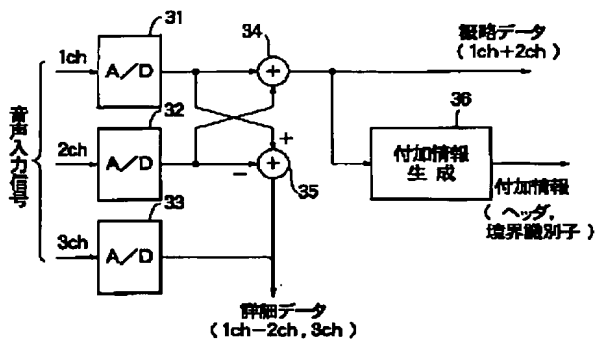 31
34
概略データ
(1ch+2ch)
1ch
A/D
+
32
36
音声入力信号
2ch
A/D
+
付加情報
生成
−
+
35
33
付加情報
(ヘッダ,
境界識別子)
3ch
A/D
詳細データ
(1ch−2ch, 3ch)